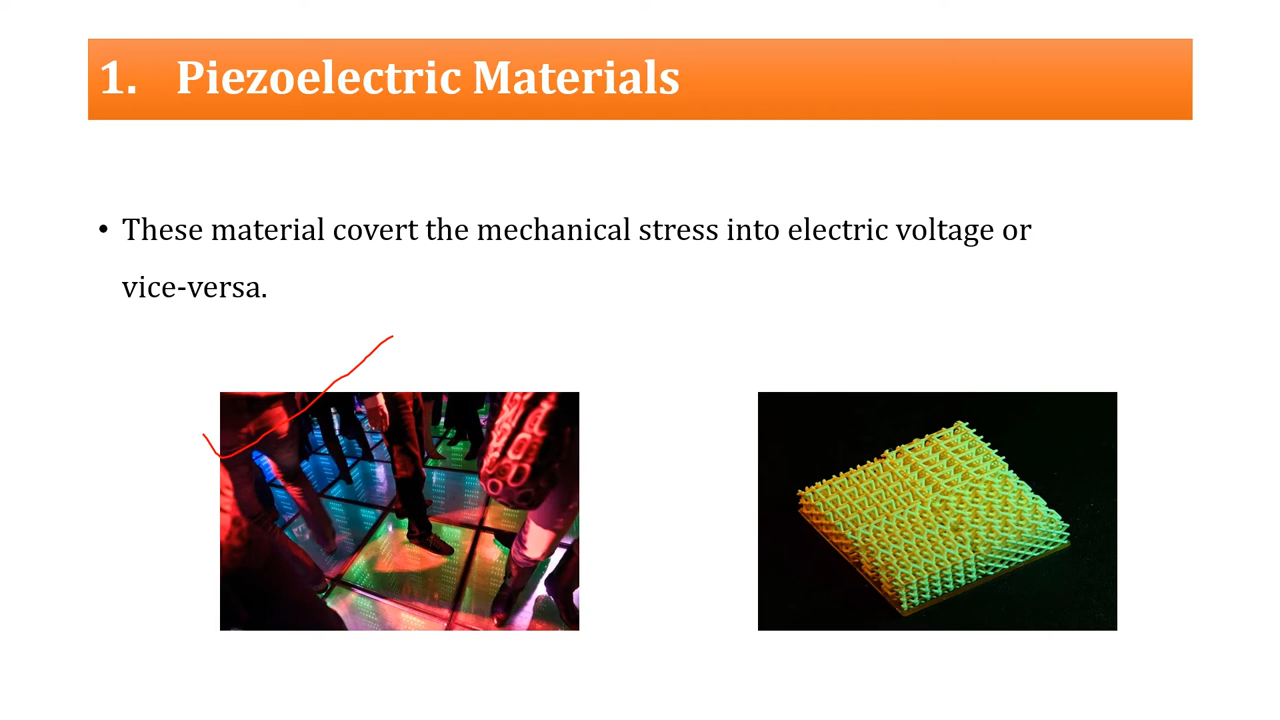 1. Piezoelectric Materials
• These material covert the mechanical stress into electric voltage or
vice-versa.